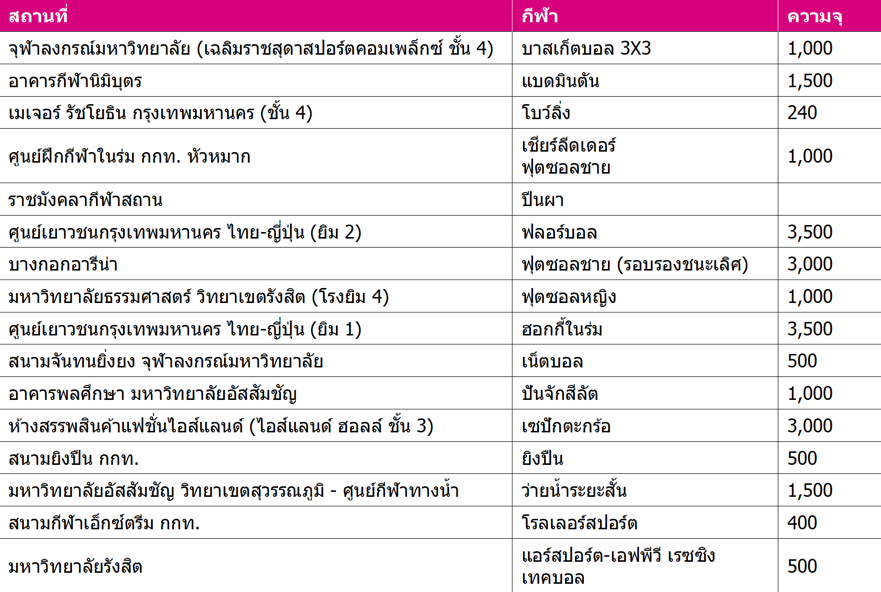 สถานที่ กีฬา ความจุ
จุฬาลงกรณ์มหาวิทยาลัย (เฉลิมราชสุดาสปอร์ตคอมเพล็กซ์ ชั้น 4) บาสเก็ตบอล 3X3 1,000
อาคารกีฬานิมิบุตร แบดมินตัน 1,500
เมเจอร์ รัชโยธิน กรุงเทพมหานคร (ชั้น 4) โบว์ลิ่ง 240
ศูนย์ฝึกกีฬาในร่ม กกท. หัวหมาก เชียร์ลีดเดอร์ 1,000
ฟุตซอลชาย
ราชมังคลากีฬาสถาน ปีนผา
ศูนย์เยาวชนกรุงเทพมหานคร ไทย-ญี่ปุ่น (ยิม 2) ฟลอร์บอล 3,500
บางกอกอารีน่า ฟุตซอลชาย (รอบรองชนะเลิศ) 3,000
มหาวิทยาลัยธรรมศาสตร์ วิทยาเขตรังสิต (โรงยิม 4) ฟุตซอลหญิง 1,000
ศูนย์เยาวชนกรุงเทพมหานคร ไทย-ญี่ปุ่น (ยิม 1) ฮอกกี้ในร่ม 3,500
สนามจันทนยิ่งยง จุฬาลงกรณ์มหาวิทยาลัย เน็ตบอล 500
อาคารพลศึกษา มหาวิทยาลัยอัสสัมชัญ ปันจักสีลัต 1,000
ห้างสรรพสินค้าแฟชั่นไอส์แลนด์ (ไอส์แลนด์ ฮอลล์ ชั้น 3) เซปักตะกร้อ 3,000
สนามยิงปืน กกท. ยิงปืน 500
มหาวิทยาลัยอัสสัมชัญ วิทยาเขตสุวรรณภูมิ - ศูนย์กีฬาทางน้ำ ว่ายน้ำระยะสั้น 1,500
สนามกีฬาเอ็กซ์ตรีม กกท. โรลเลอร์สปอร์ต 400
มหาวิทยาลัยรังสิต แอร์สปอร์ต-เอฟพีวี เรซซิง 500
เทคบอล